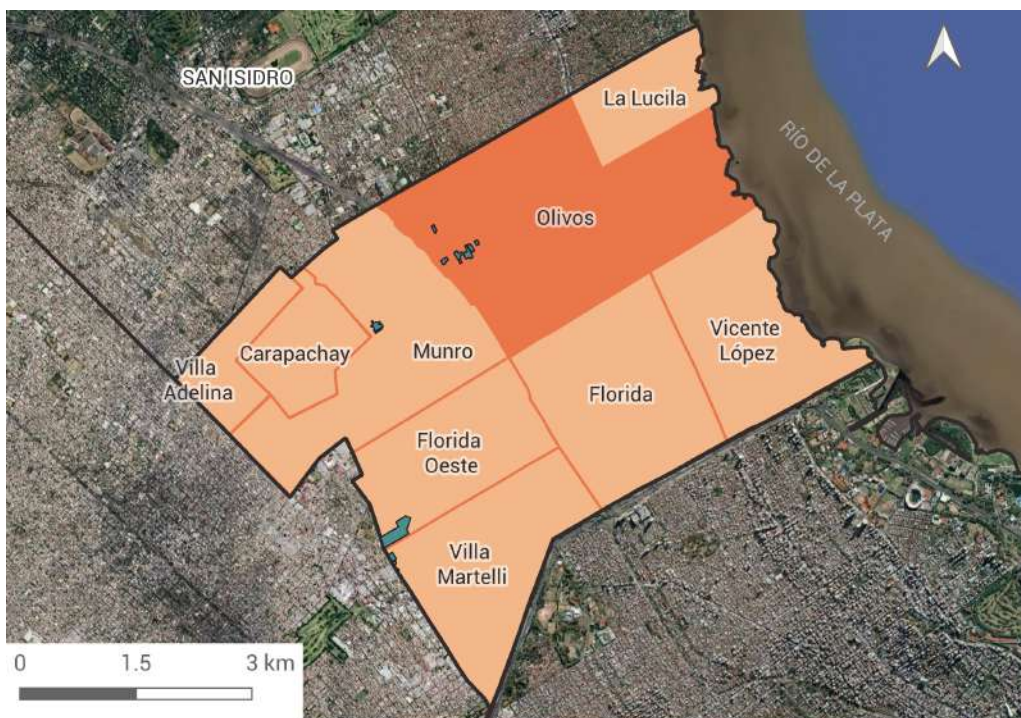 SAN ISIDRO
La Lucila
RÍO DE LA PLATA
Olivos
Vicente
López
Munro
Carapachay
Villa
Adelina
Florida
Florida
Oeste
Villa
Martelli
0 1.5 3 km